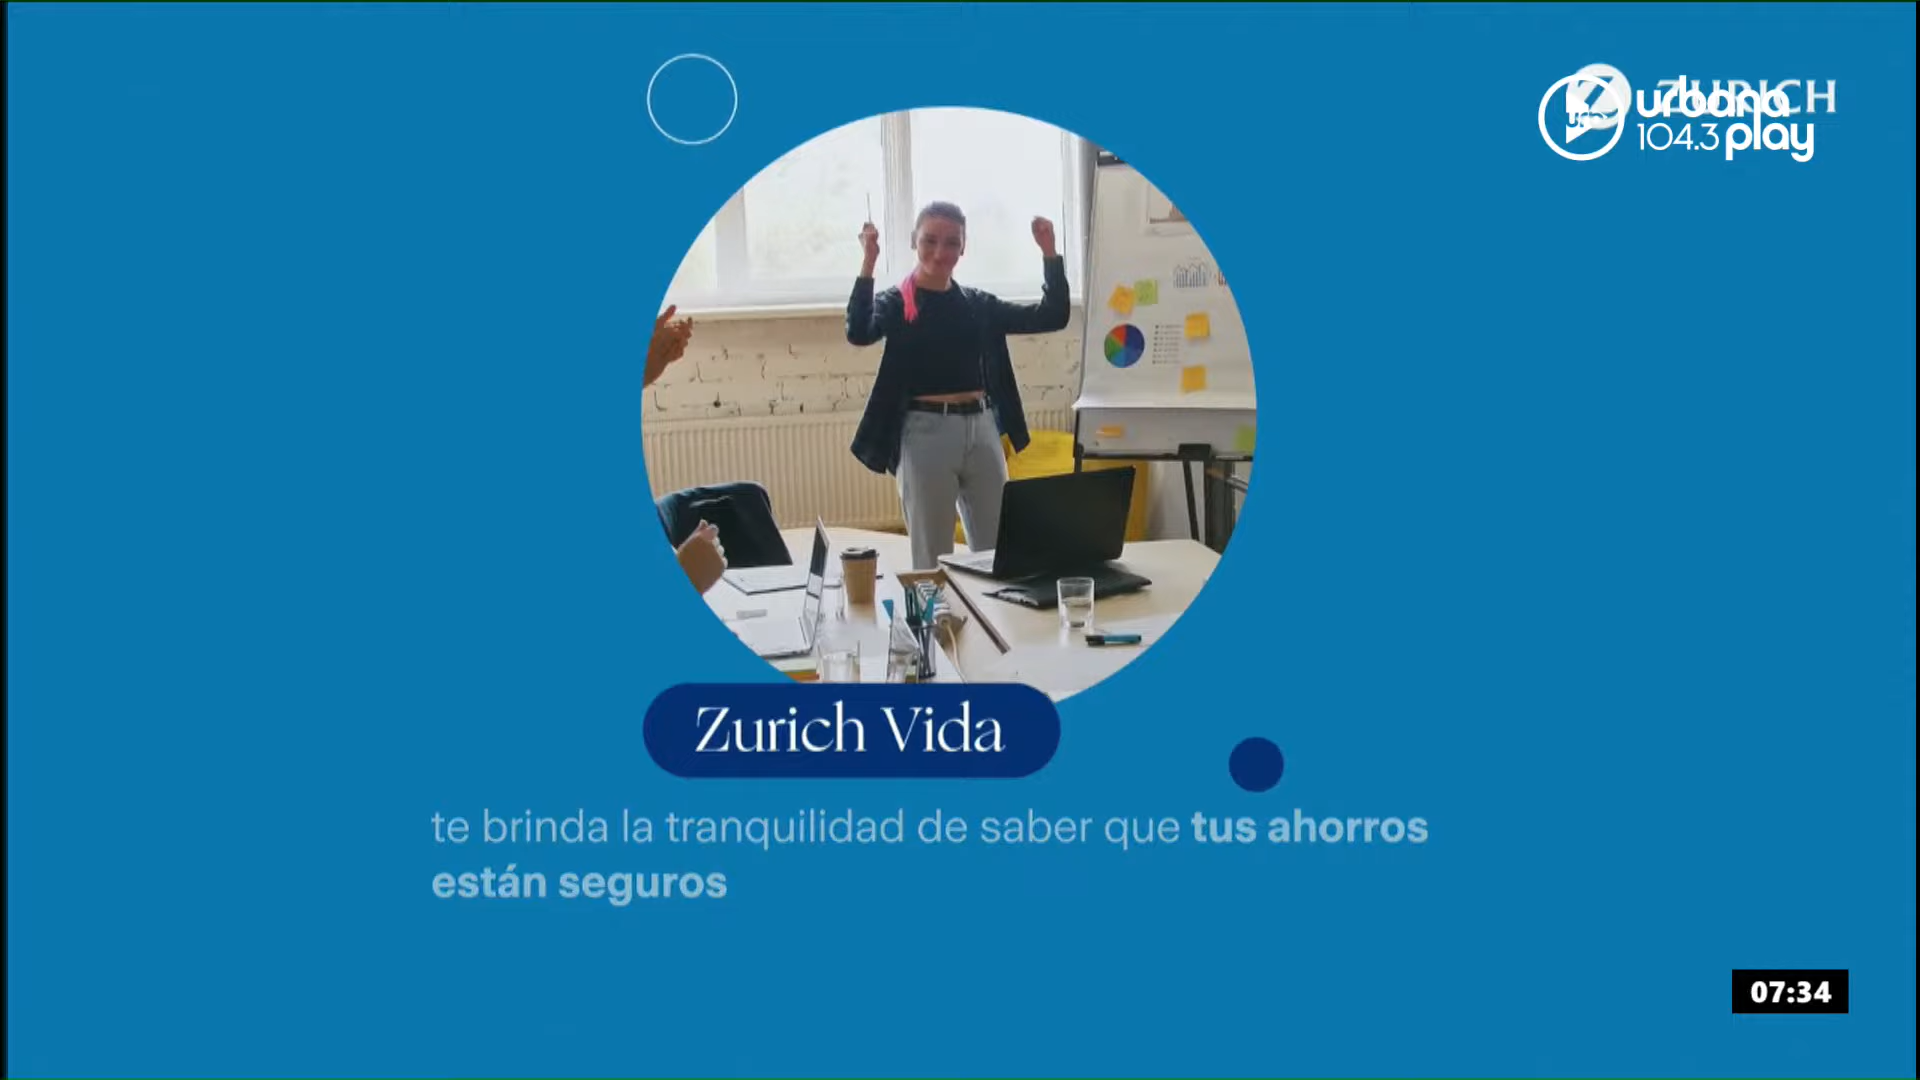 ZURICH
urbana
104.3 play
Zurich Vida
te brinda la tranquilidad de saber que tus ahorros
están seguros
07:34